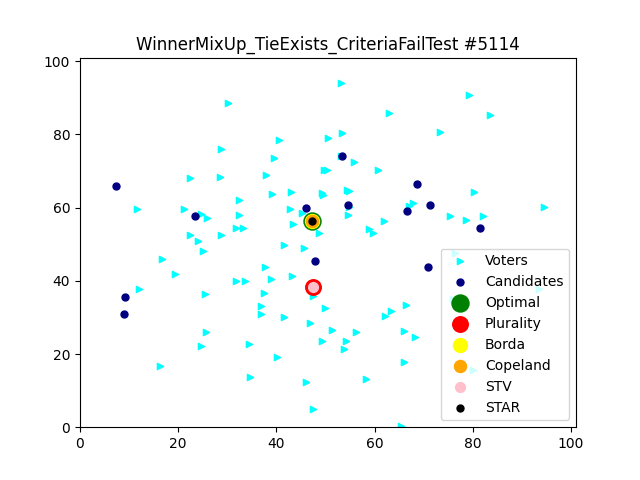 WinnerMixUp_TieExists_CriteriaFailTest #5114
100
80
60
40
20
0
0
20
40
60
80
100
Voters
Candidates
Optimal
Plurality
Borda
Copeland
STV
STAR